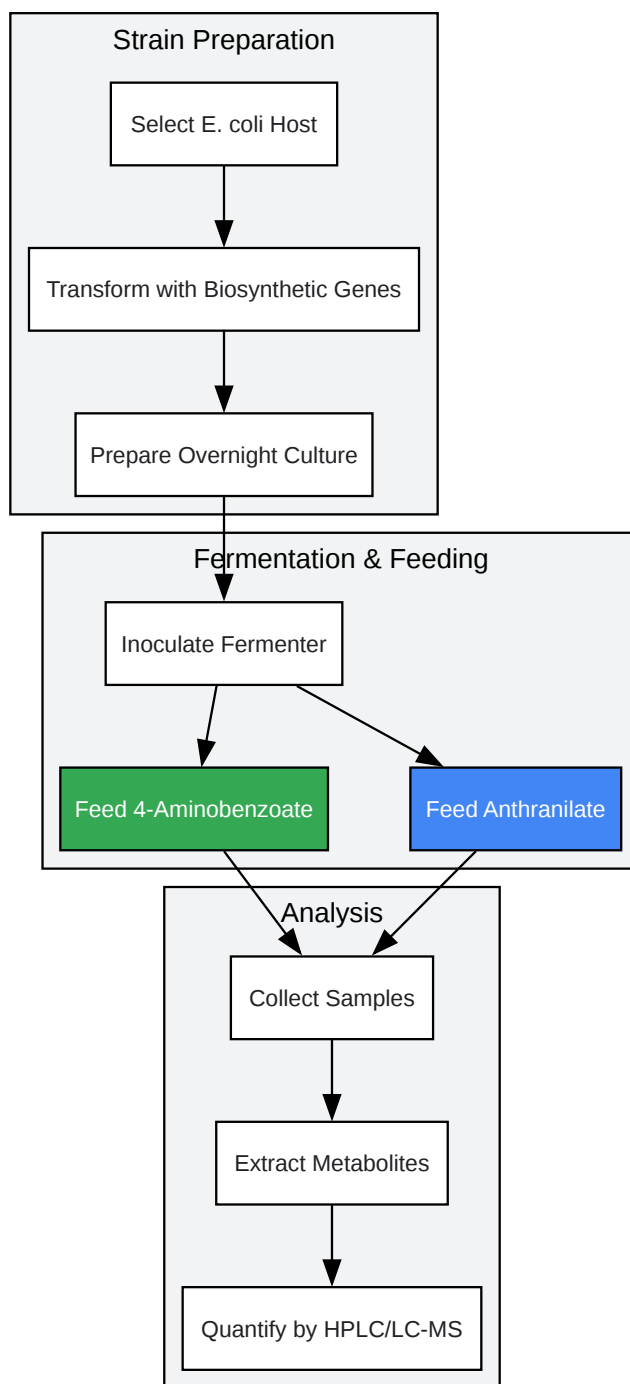 Strain Preparation
Select E. coli Host
Transform with Biosynthetic Genes
Prepare Overnight Culture
Fermentation & Feeding
Inoculate Fermenter
Feed 4-Aminobenzoate
Feed Anthranilate
Analysis
Collect Samples
Extract Metabolites
Quantify by HPLC/LC-MS